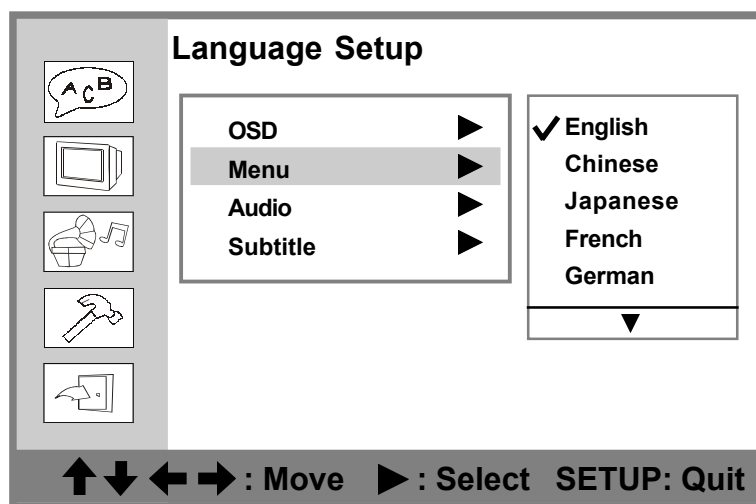 Language Setup
A C B
OSD
Menu
Audio
Subtitle
English
Chinese
Japanese
French
German
: Move : Select SETUP: Quit